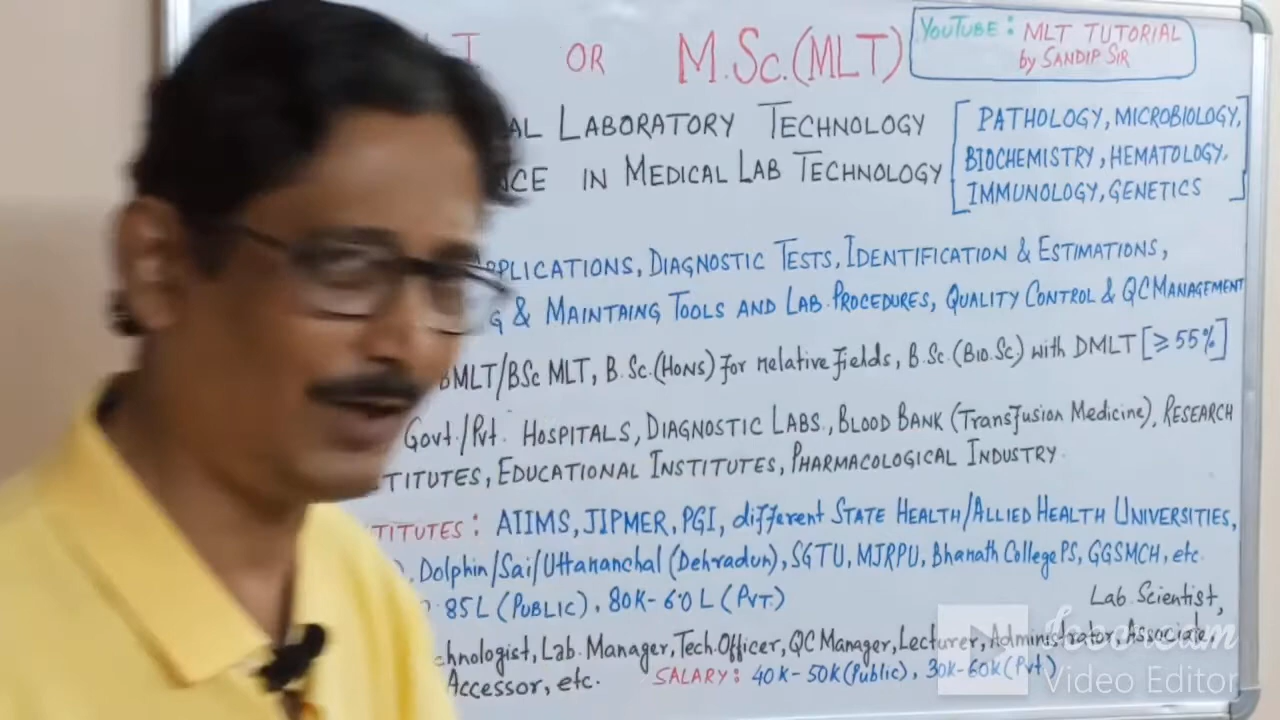 OR M.Sc.(MLT)
YOUTUBE: MLT TUTORIAL
by SANDIP SIR
AL LABORATORY TECHNOLOGY
NCE IN MEDICAL LAB TECHNOLOGY
[PATHOLOGY, MICROBIOLOGY,
BIOCHEMISTRY, HEMATOLOGY,
IMMUNOLOGY, GENETICS]
APPLICATIONS, DIAGNOSTIC TESTS, IDENTIFICATION & ESTIMATIONS,
G & MAINTAING TOOLS AND LAB. PROCEDURES, QUALITY CONTROL & QC MANAGEMENT
BMLT/BSc MLT, B.Sc.(HONS) for relative fields, B.Sc.(BIO.SC) with DMLT [≥55%]
Govt./Pvt. HOSPITALS, DIAGNOSTIC LABS., BLOOD BANK (Transfusion Medicine), RESEARCH
TITUTES, EDUCATIONAL INSTITUTES, PHARMACOLOGICAL INDUSTRY.
TITUTES: AIIMS, JIPMER, PGI, different STATE HEALTH/ALLIED HEALTH UNIVERSITIES,
Dolphin/Sai/Uttarananchal (Dehradun), SGTU, MJRPU, Bhanath College PS, GGSMCH, etc.
.85L (PUBLIC), 80K-6.0L (PVT.)
Lab. Scientist,
chnologist, Lab. Manager, Tech. Officer, QC Manager, Lecturer, Administrator, Associate,
Accessor, etc. SALARY: 40K-50K (Public), 30K-60K (Pvt.)
Video Editor